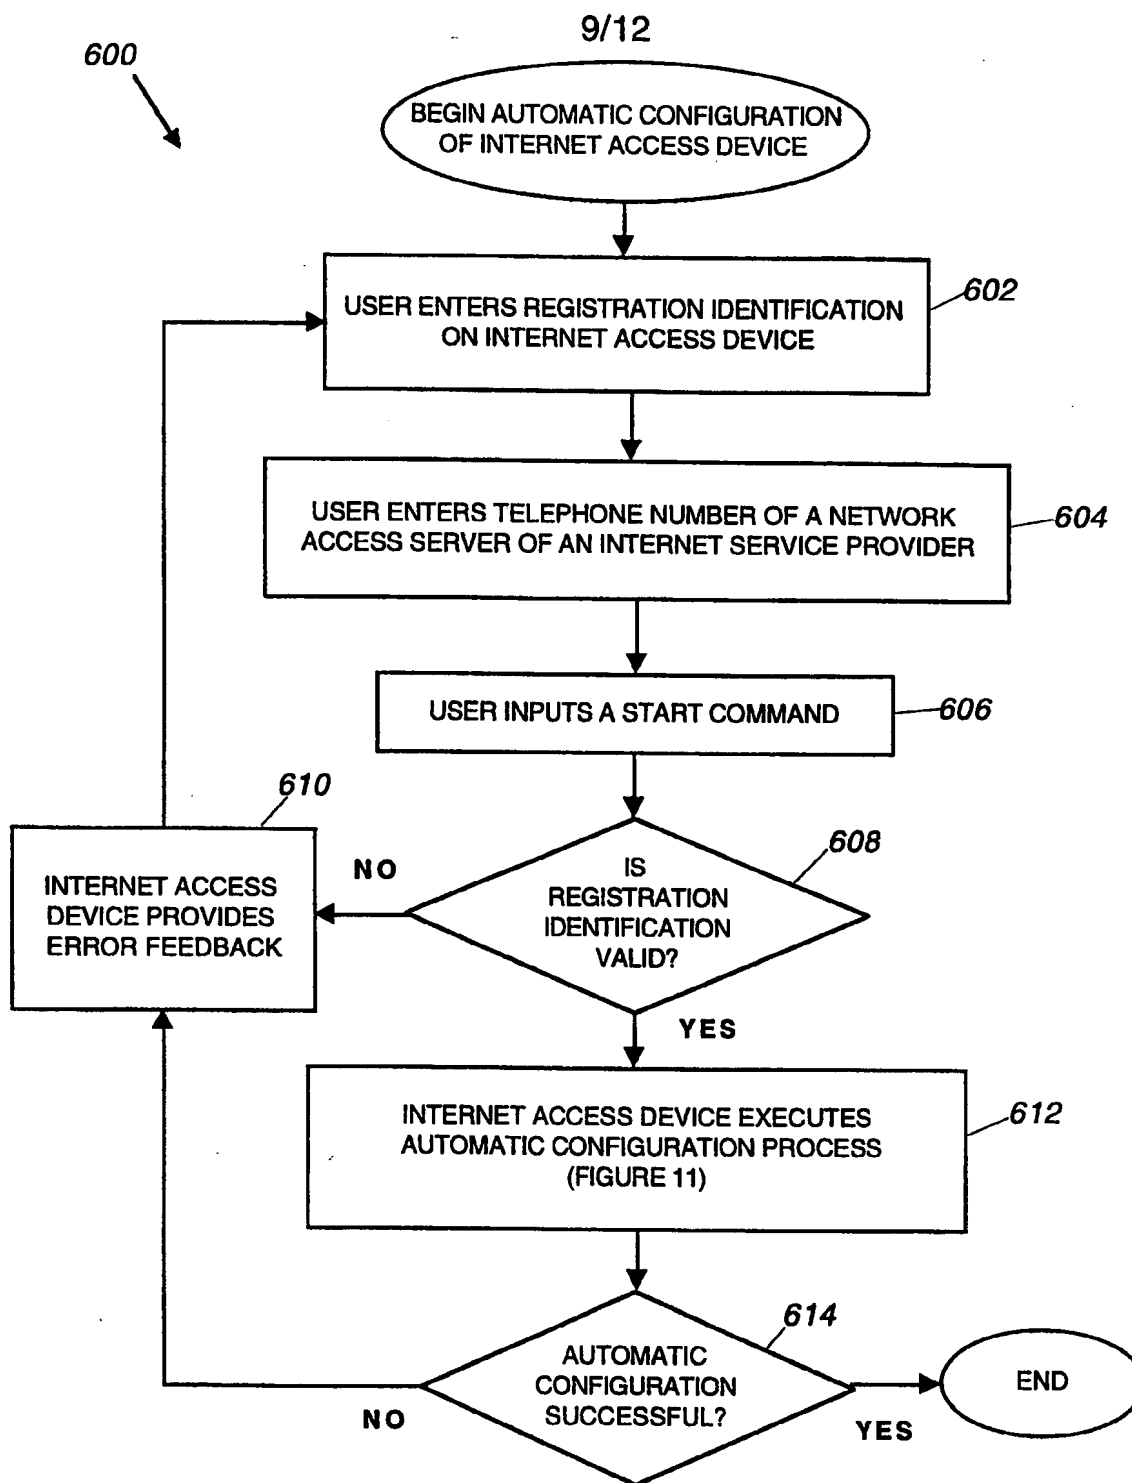 9/12
600
BEGIN AUTOMATIC CONFIGURATION
OF INTERNET ACCESS DEVICE
602
USER ENTERS REGISTRATION IDENTIFICATION
ON INTERNET ACCESS DEVICE
604
USER ENTERS TELEPHONE NUMBER OF A NETWORK
ACCESS SERVER OF AN INTERNET SERVICE PROVIDER
606
USER INPUTS A START COMMAND
610
INTERNET ACCESS
DEVICE PROVIDES
ERROR FEEDBACK
NO
608
IS
REGISTRATION
IDENTIFICATION
VALID?
YES
612
INTERNET ACCESS DEVICE EXECUTES
AUTOMATIC CONFIGURATION PROCESS
(FIGURE 11)
614
AUTOMATIC
CONFIGURATION
SUCCESSFUL?
NO
YES
END